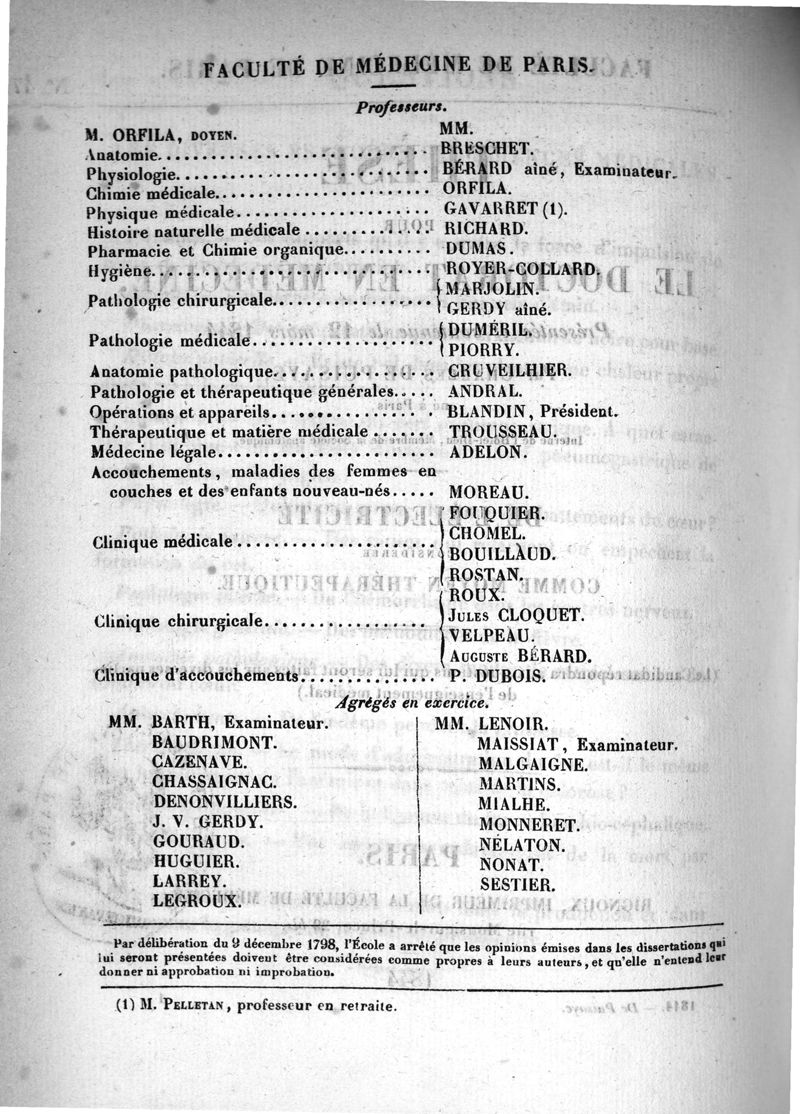 FACULTÉ DE MÉDECINE DE PARIS.
Professeurs.
M. ORFILA, DOYEN. MM.
Anatomie. BRESCHET.
Physiologie. BÉRARD aîné, Examinateur.
Chimie médicale. ORFILA.
Physique médicale. GAVARRET (1).
Histoire naturelle médicale RICHARD.
Pharmacie et Chimie organique. DUMAS.
Hygiène. ROYER-COLLARD.
Pathologie chirurgicale. MARJOLIN.
GERDY aîné.
Pathologie médicale. DUMÉRIL.
PIORRY.
Anatomie pathologique. CRUVEILHIER.
Pathologie et thérapeutique générales. ANDRAL.
Opérations et appareils. BLANDIN, Président.
Thérapeutique et matière médicale TROUSSEAU.
Médecine légale. ADELON.
Accouchements, maladies des femmes en
couches et des enfants nouveau-nés. MOREAU.
Clinique médicale FOUQUIER.
CHOMEL.
BOUILLAUD.
ROSTAN.
Clinique chirurgicale. ROUX.
JULES CLOQUET.
VELPEAU.
AUGUSTE BÉRARD.
Clinique d'accouchements. P. DUBOIS.
Agrégés en exercice.
MM. BARTH, Examinateur.
BAUDRIMONT.
CAZENAVE.
CHASSAIGNAC.
DENONVILLIERS.
J. V. GERDY.
GOURAUD.
HUGUIER.
LARREY.
LEGROUX.
MM. LENOIR.
MAISSIAT, Examinateur.
MALGAIGNE.
MARTINS.
MIALHE.
MONNERET.
NÉLATON.
NONAT.
SESTIER.
Par délibération du 9 décembre 1798, l'École a arrêté que les opinions émises dans les dissertations qui
lui seront présentées doivent être considérées comme propres à leurs auteurs, et qu'elle n'entend leur
donner ni approbation ni improbation.
(1) M. PELLETAN, professeur en retraite.